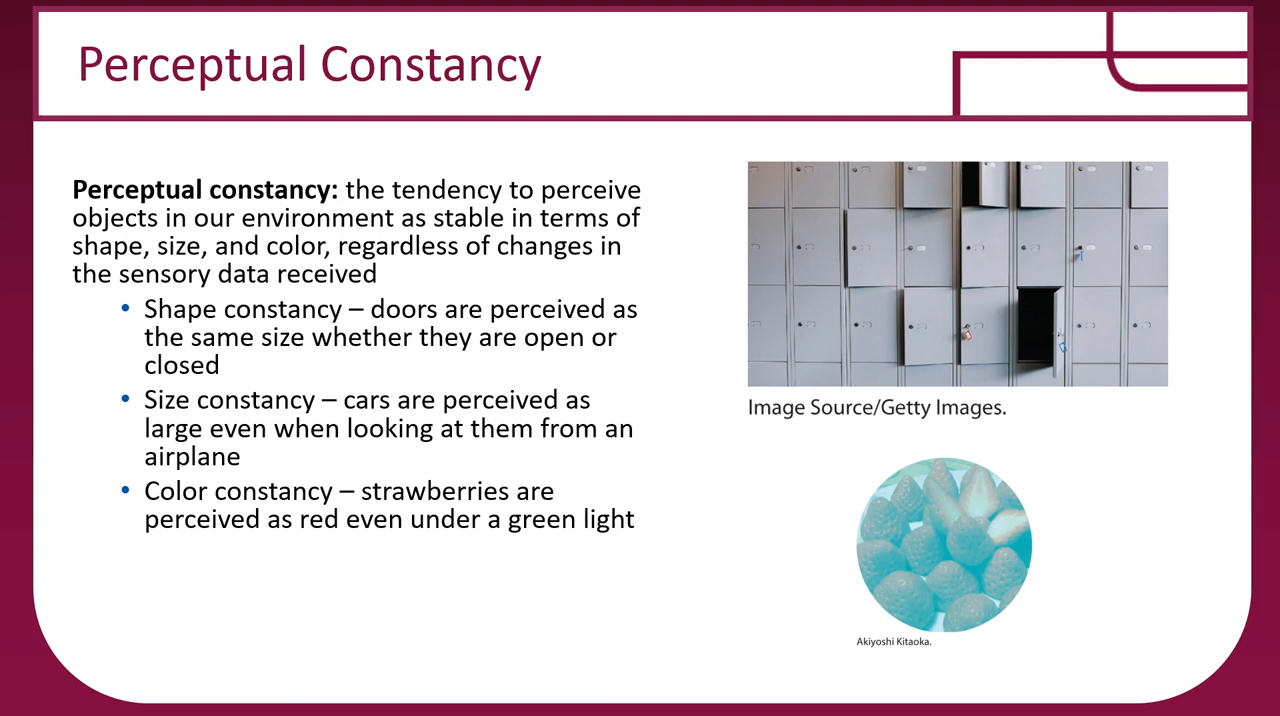 Perceptual Constancy
Perceptual constancy: the tendency to perceive
objects in our environment as stable in terms of
shape, size, and color, regardless of changes in
the sensory data received
• Shape constancy – doors are perceived as
the same size whether they are open or
closed
• Size constancy – cars are perceived as
large even when looking at them from an
airplane
• Color constancy – strawberries are
perceived as red even under a green light
Image Source/Getty Images.
Akiyoshi Kitaoka.